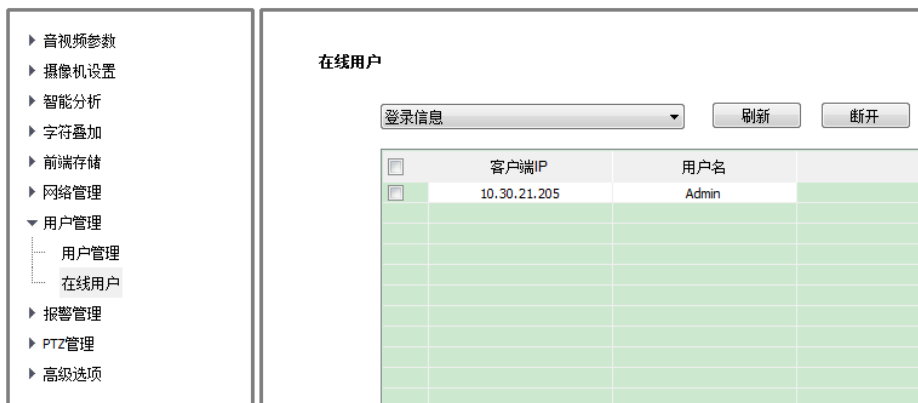 音视频参数
摄像机设置
智能分析
字符叠加
前端存储
网络管理
用户管理
用户管理
在线用户
报警管理
PTZ管理
高级选项
在线用户
登录信息 刷新 断开
客户端IP 用户名
10.30.21.205 Admin